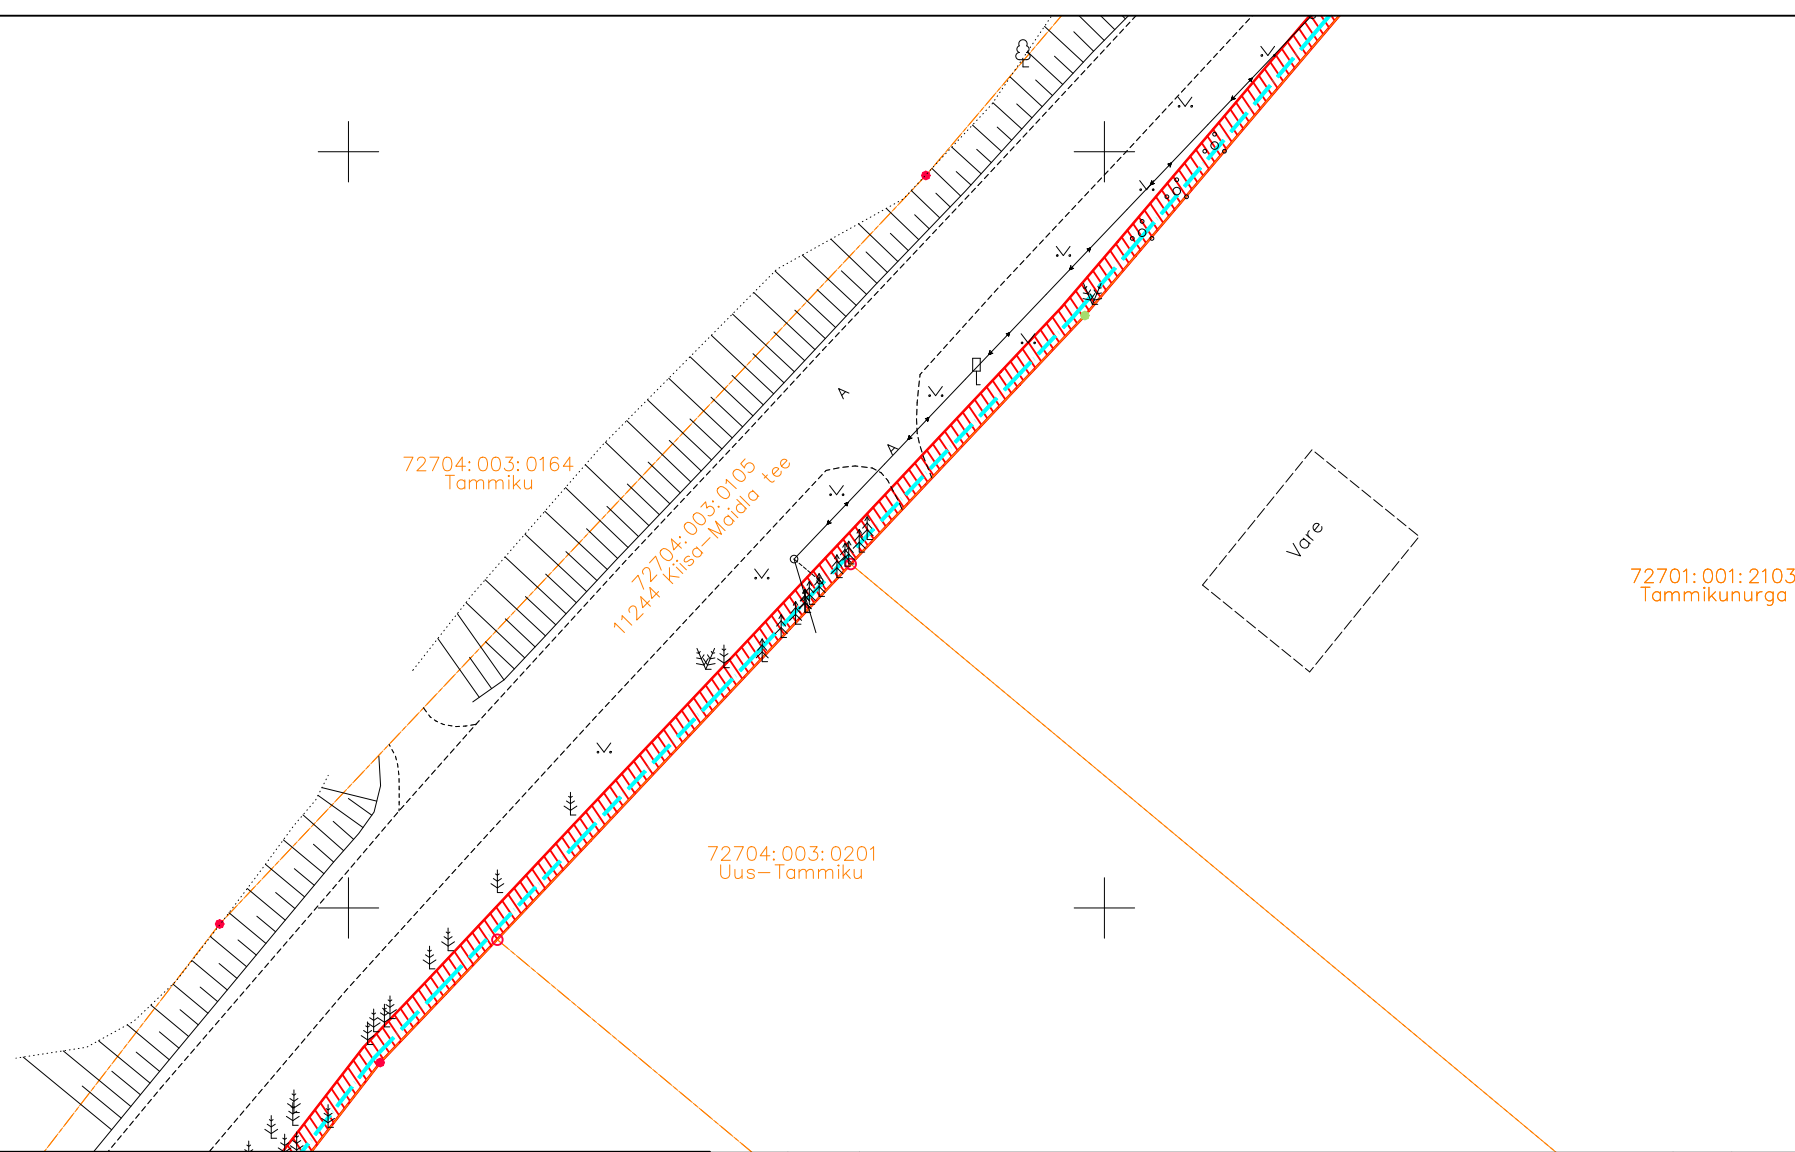 72704:003:0164
Tammiku
72704:003:0105
11244 Kiisa-Maidla tee
A
A
Vare
72701:001:2103
Tammikunurga
72704:003:0201
Uus-Tammiku